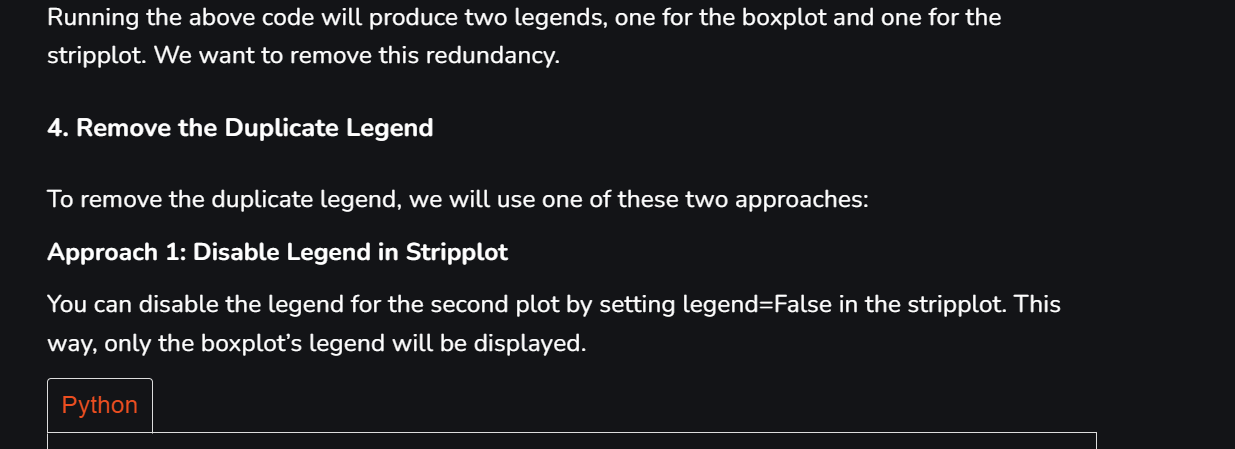 Running the above code will produce two legends, one for the boxplot and one for the
stripplot. We want to remove this redundancy.
4. Remove the Duplicate Legend
To remove the duplicate legend, we will use one of these two approaches:
Approach 1: Disable Legend in Stripplot
You can disable the legend for the second plot by setting legend=False in the stripplot. This
way, only the boxplot’s legend will be displayed.
Python